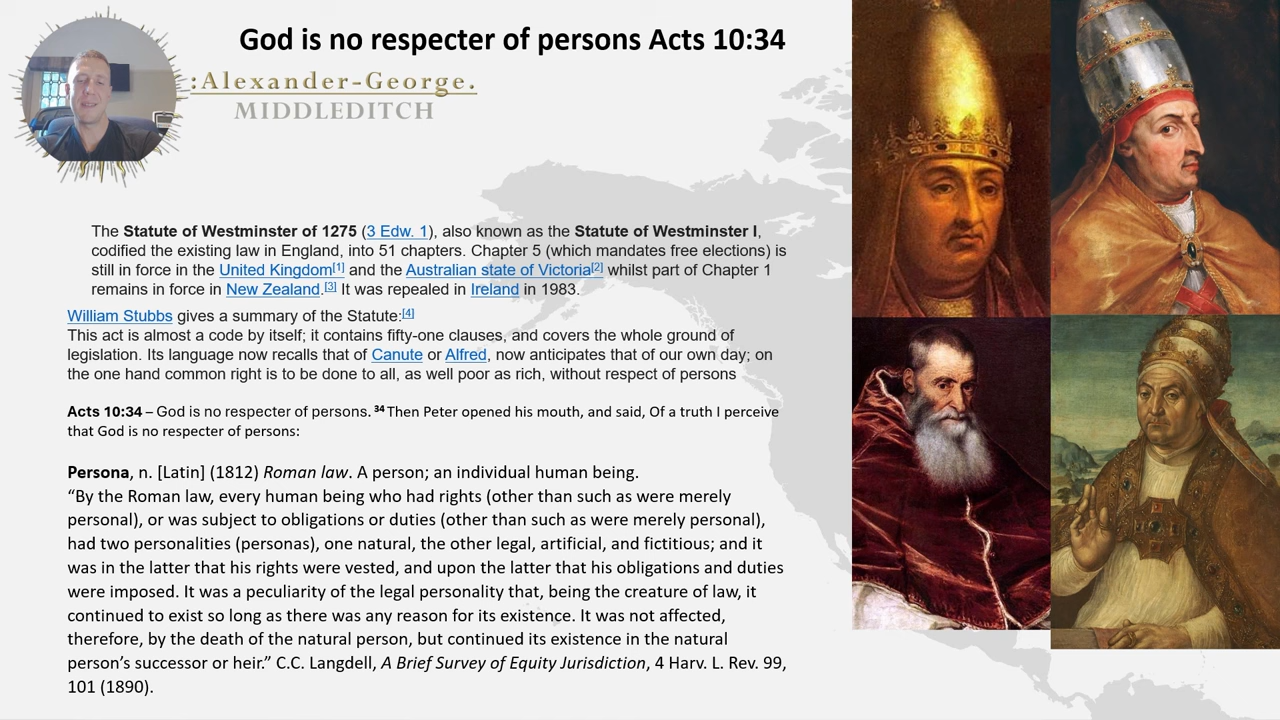 God is no respecter of persons Acts 10:34
:Alexander-George.
MIDDLEDITCH
The Statute of Westminster of 1275 (3 Edw. 1), also known as the Statute of Westminster I,
codified the existing law in England, into 51 chapters. Chapter 5 (which mandates free elections) is
still in force in the United Kingdom[1] and the Australian state of Victoria[2] whilst part of Chapter 1
remains in force in New Zealand.[3] It was repealed in Ireland in 1983.
William Stubbs gives a summary of the Statute:[4]
This act is almost a code by itself; it contains fifty-one clauses, and covers the whole ground of
legislation. Its language now recalls that of Canute or Alfred, now anticipates that of our own day; on
the one hand common right is to be done to all, as well poor as rich, without respect of persons
Acts 10:34 – God is no respecter of persons. 34 Then Peter opened his mouth, and said, Of a truth I perceive
that God is no respecter of persons:
Persona, n. [Latin] (1812) Roman law. A person; an individual human being.
“By the Roman law, every human being who had rights (other than such as were merely
personal), or was subject to obligations or duties (other than such as were merely personal),
had two personalities (personas), one natural, the other legal, artificial, and fictitious; and it
was in the latter that his rights were vested, and upon the latter that his obligations and duties
were imposed. It was a peculiarity of the legal personality that, being the creature of law, it
continued to exist so long as there was any reason for its existence. It was not affected,
therefore, by the death of the natural person, but continued its existence in the natural
person’s successor or heir.” C.C. Langdell, A Brief Survey of Equity Jurisdiction, 4 Harv. L. Rev. 99,
101 (1890).